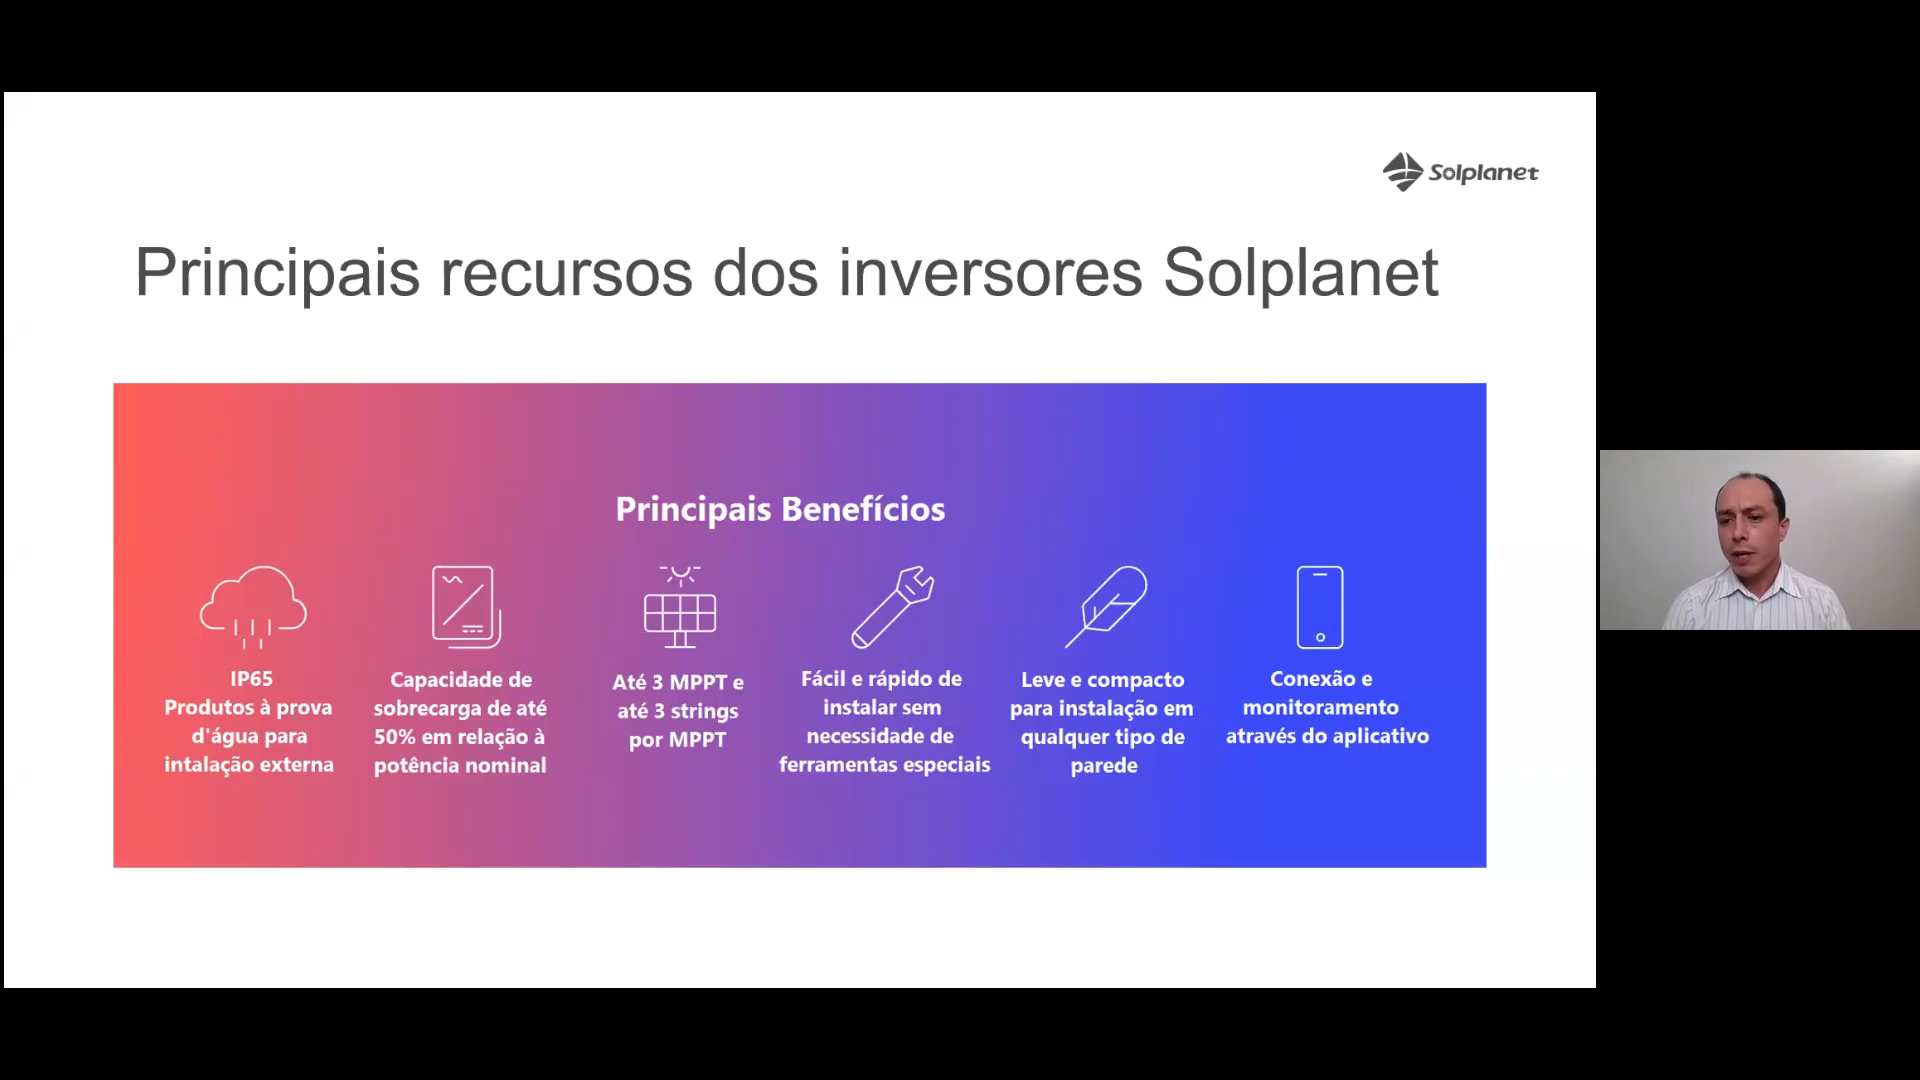 Solplanet
Principais recursos dos inversores Solplanet
Principais Benefícios
IP65
Produtos à prova
d'água para
intalação externa
Capacidade de
sobrecarga de até
50% em relação à
potência nominal
Até 3 MPPT e
até 3 strings
por MPPT
Fácil e rápido de
instalar sem
necessidade de
ferramentas especiais
Leve e compacto
para instalação em
qualquer tipo de
parede
Conexão e
monitoramento
através do aplicativo